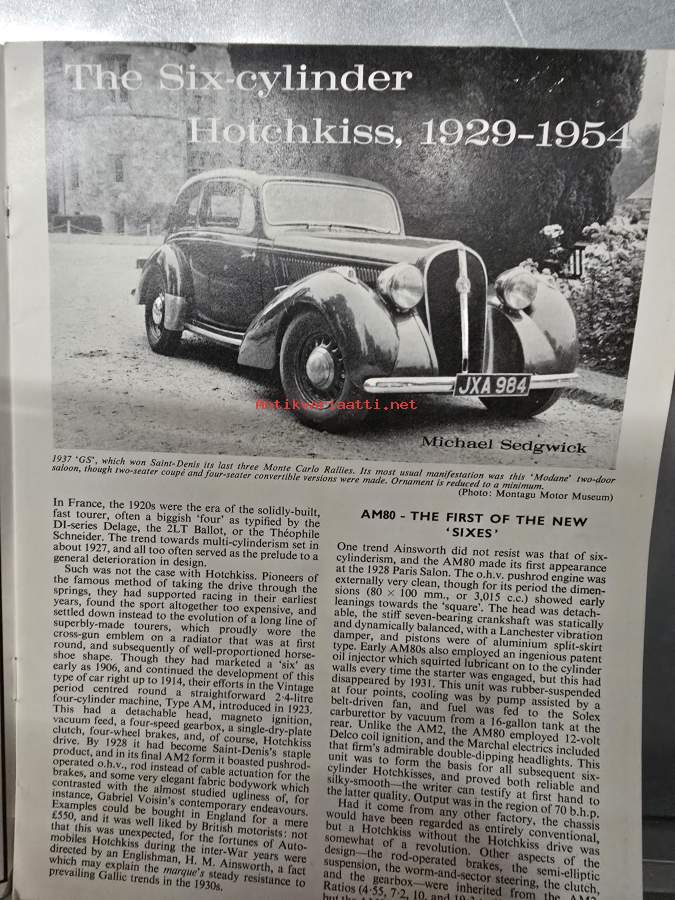 The Six-cylinder
Hotchkiss, 1929-1954
JXA 984
antikvariaatti.net
Michael Sedgwick
1937 'GS', which won Saint-Denis its last three Monte Carlo Rallies. Its most usual manifestation was this 'Modane' two-door
saloon, though two-seater coupé and four-seater convertible versions were made. Ornament is reduced to a minimum.
(Photo: Montagu Motor Museum)
In France, the 1920s were the era of the solidly-built,
fast tourer, often a biggish 'four' as typified by the
DI-series Delage, the 2LT Ballot, or the Théophile
Schneider. The trend towards multi-cylinderism set in
about 1927, and all too often served as the prelude to a
general deterioration in design.
Such was not the case with Hotchkiss. Pioneers of
the famous method of taking the drive through the
springs, they had supported racing in their earliest
years, found the sport altogether too expensive, and
settled down instead to the evolution of a long line of
superbly-made tourers, which proudly wore the
cross-gun emblem on a radiator that was at first
round, and subsequently of well-proportioned horse-
shoe shape. Though they had marketed a 'six' as
early as 1906, and continued the development of this
type of car right up to 1914, their efforts in the Vintage
period centred round a straightforward 2·4-litre
four-cylinder machine, Type AM, introduced in 1923.
This had a detachable head, magneto ignition,
vacuum feed, a four-speed gearbox, a single-dry-plate
clutch, four-wheel brakes, and, of course, Hotchkiss
drive. By 1928 it had become Saint-Denis's staple
product, and in its final AM2 form it boasted pushrod-
operated o.h.v., rod instead of cable actuation for the
brakes, and some very elegant fabric bodywork which
contrasted with the almost studied ugliness of, for
instance, Gabriel Voisin's contemporary endeavours.
Examples could be bought in England for a mere
£550, and it was well liked by British motorists: not
that this was unexpected, for the fortunes of Auto-
mobiles Hotchkiss during the inter-War years were
directed by an Englishman, H. M. Ainsworth, a fact
which may explain the marque's steady resistance to
prevailing Gallic trends in the 1930s.
AM80 - THE FIRST OF THE NEW
'SIXES'
One trend Ainsworth did not resist was that of six-
cylinderism, and the AM80 made its first appearance
at the 1928 Paris Salon. The o.h.v. pushrod engine was
externally very clean, though for its period the dimen-
sions (80 × 100 mm., or 3,015 c.c.) showed early
leanings towards the 'square'. The head was detach-
able, the stiff seven-bearing crankshaft was statically
and dynamically balanced, with a Lanchester vibration
damper, and pistons were of aluminium split-skirt
type. Early AM80s also employed an ingenious patent
oil injector which squirted lubricant on to the cylinder
walls every time the starter was engaged, but this had
disappeared by 1931. This unit was rubber-suspended
at four points, cooling was by pump assisted by a
belt-driven fan, and fuel was fed to the Solex
carburettor by vacuum from a 16-gallon tank at the
rear. Unlike the AM2, the AM80 employed 12-volt
Delco coil ignition, and the Marchal electrics included
that firm's admirable double-dipping headlights. This
unit was to form the basis for all subsequent six-
cylinder Hotchkisses, and proved both reliable and
silky-smooth—the writer can testify at first hand to
the latter quality. Output was in the region of 70 b.h.p.
Had it come from any other factory, the chassis
would have been regarded as entirely conventional,
but a Hotchkiss without the Hotchkiss drive was
somewhat of a revolution. Other aspects of the
design—the rod-operated brakes, the semi-elliptic
suspension, the worm-and-sector steering, the clutch,
and the gearbox—were inherited from the AM2.
Ratios (4·55, 7·2, 10, and